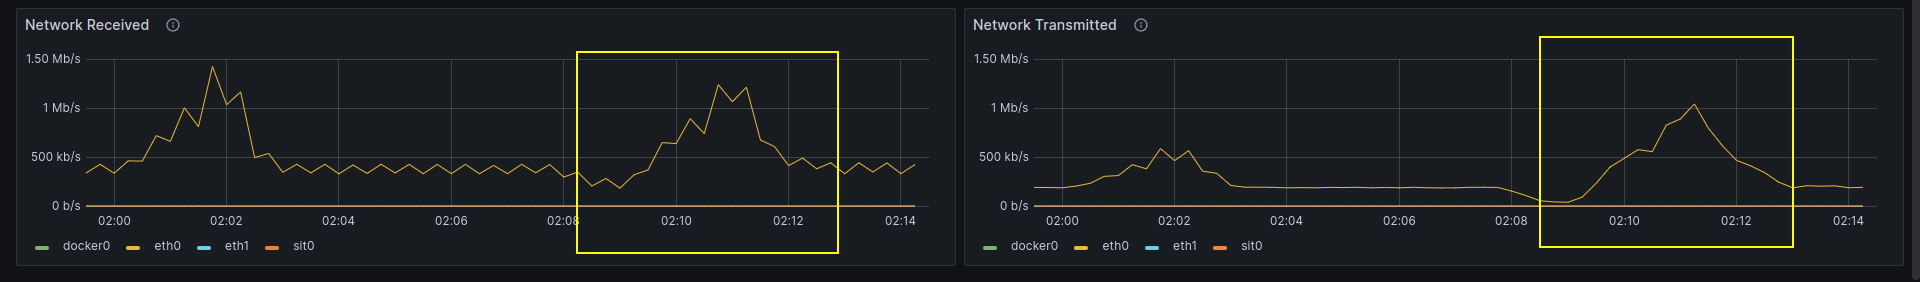 Network Received
1.50 Mb/s
1 Mb/s
500 kb/s
0 b/s
02:00 02:02 02:04 02:06 02:08 02:10 02:12 02:14
docker0 eth0 eth1 sit0
Network Transmitted
1.50 Mb/s
1 Mb/s
500 kb/s
0 b/s
02:00 02:02 02:04 02:06 02:08 02:10 02:12 02:14
docker0 eth0 eth1 sit0